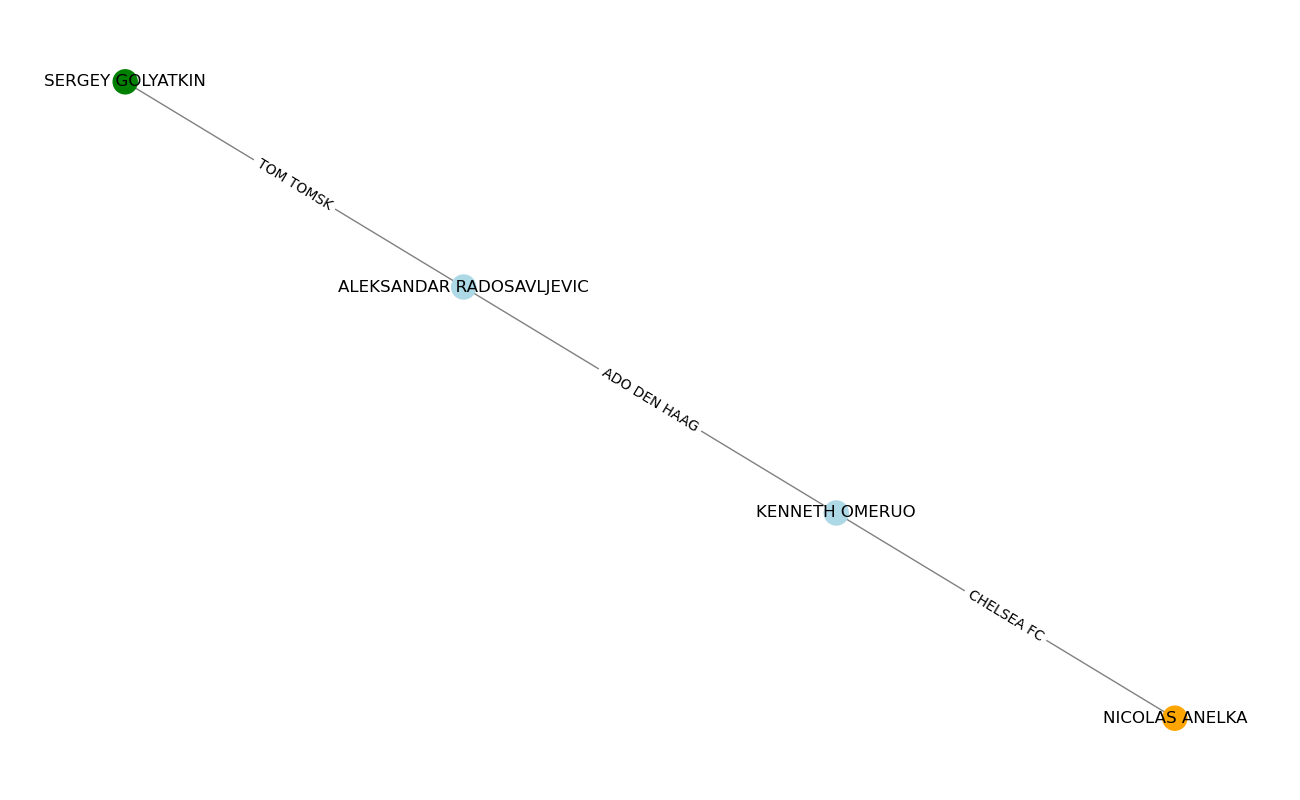 SERGEY GOLYATKIN
TOM TOMSK
ALEKSANDAR RADOSAVLJEVIC
ADO DEN HAAG
KENNETH OMERUO
CHELSEA FC
NICOLAS ANELKA